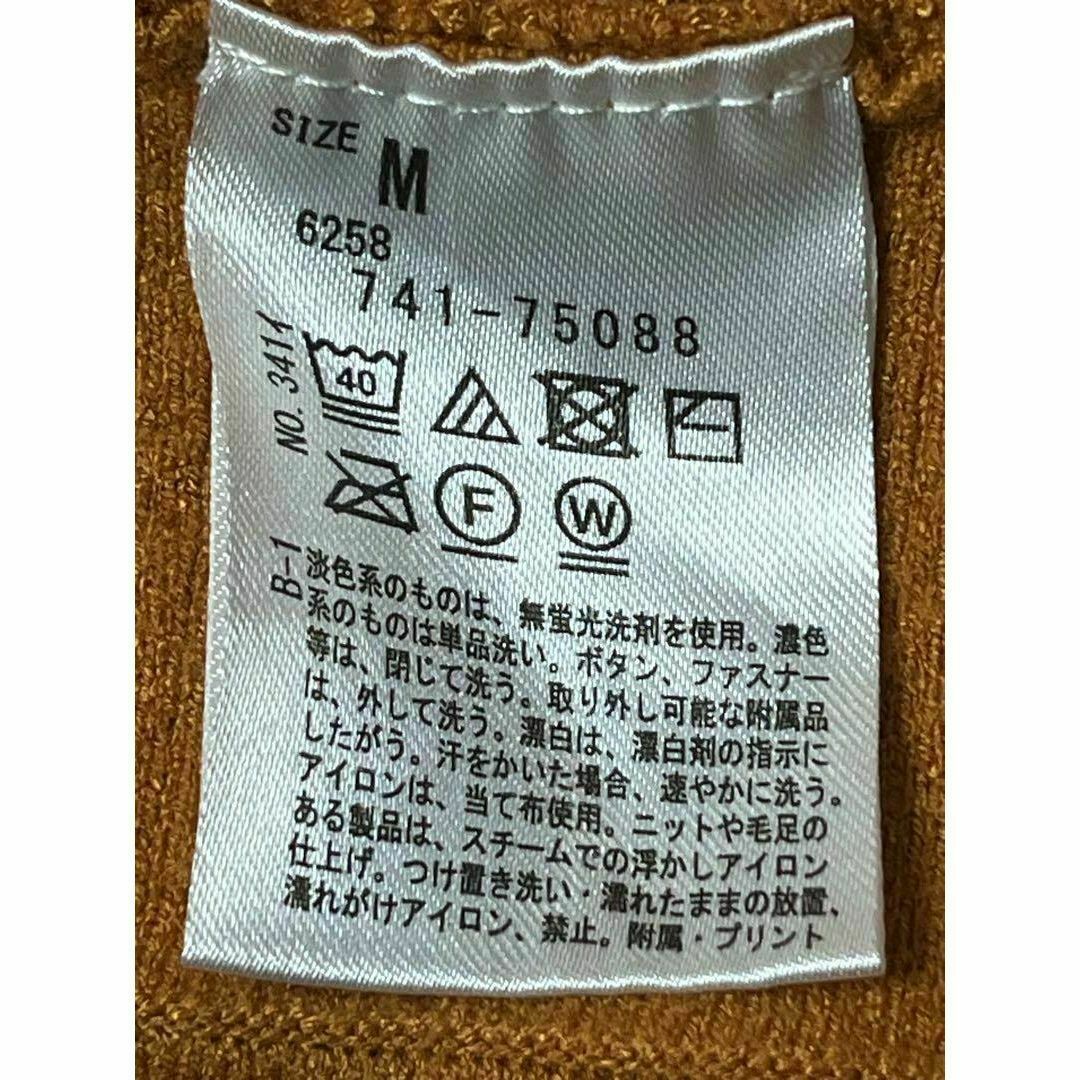 SIZE M
6258
741-75088
NO. 3411
40
F W
B-1
淡色系のものは、無蛍光洗剤を使用。濃色
系のものは単品洗い。ボタン、ファスナー
等は、閉じて洗う。取り外し可能な附属品
は、外して洗う。漂白は、漂白剤の指示に
したがう。汗をかいた場合、速やかに洗う。
アイロンは、当て布使用。ニットや毛足の
ある製品は、スチームでの浮かしアイロン
仕上げ。つけ置き洗い・濡れたままの放置、
濡れがけアイロン、禁止。附属・プリント